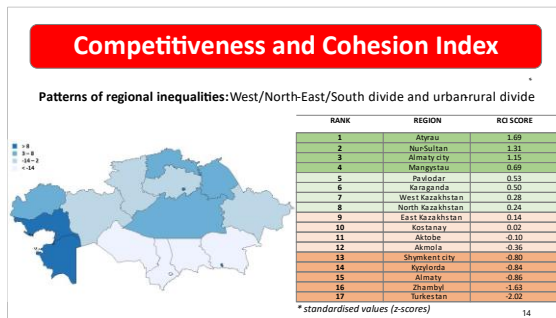 Competitiveness and Cohesion Index
*
Patterns of regional inequalities: West/North-East/South divide and urban-rural divide
> 8
3 – 8
-14 – 2
< -14
RANK REGION RCI SCORE
1 Atyrau 1.69
2 Nur-Sultan 1.31
3 Almaty city 1.15
4 Mangystau 0.69
5 Pavlodar 0.53
6 Karaganda 0.50
7 West Kazakhstan 0.28
8 North Kazakhstan 0.24
9 East Kazakhstan 0.14
10 Kostanay 0.02
11 Aktobe -0.10
12 Akmola -0.36
13 Shymkent city -0.80
14 Kyzylorda -0.84
15 Almaty -0.86
16 Zhambyl -1.63
17 Turkestan -2.02
* standardised values (z-scores)
14